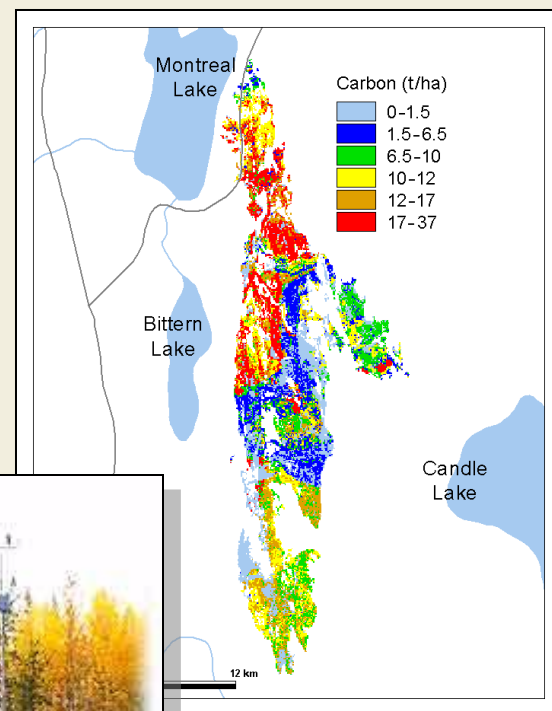 Montreal
Lake
Carbon (t/ha)
0-1.5
1.5-6.5
6.5-10
10-12
12-17
17-37
Bittern
Lake
Candle
Lake
12 km